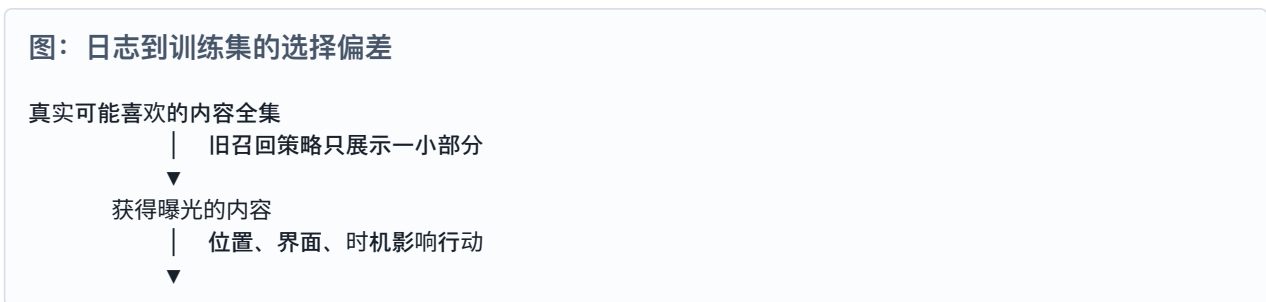 图：日志到训练集的选择偏差
真实可能喜欢的内容全集
│ 旧召回策略只展示一小部分
▼
获得曝光的内容
│ 位置、界面、时机影响行动
▼